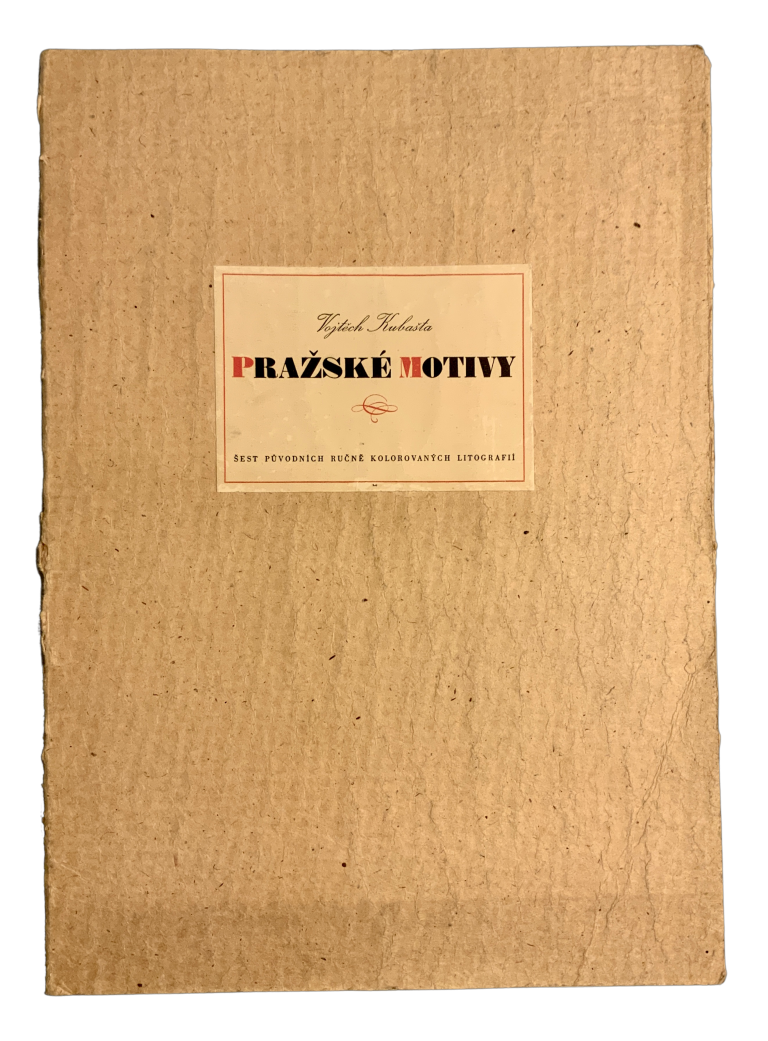 Vojtěch Kubašta
PRAŽSKÉ MOTIVY
ŠEST PŮVODNÍCH RUČNĚ KOLOROVANÝCH LITOGRAFIÍ